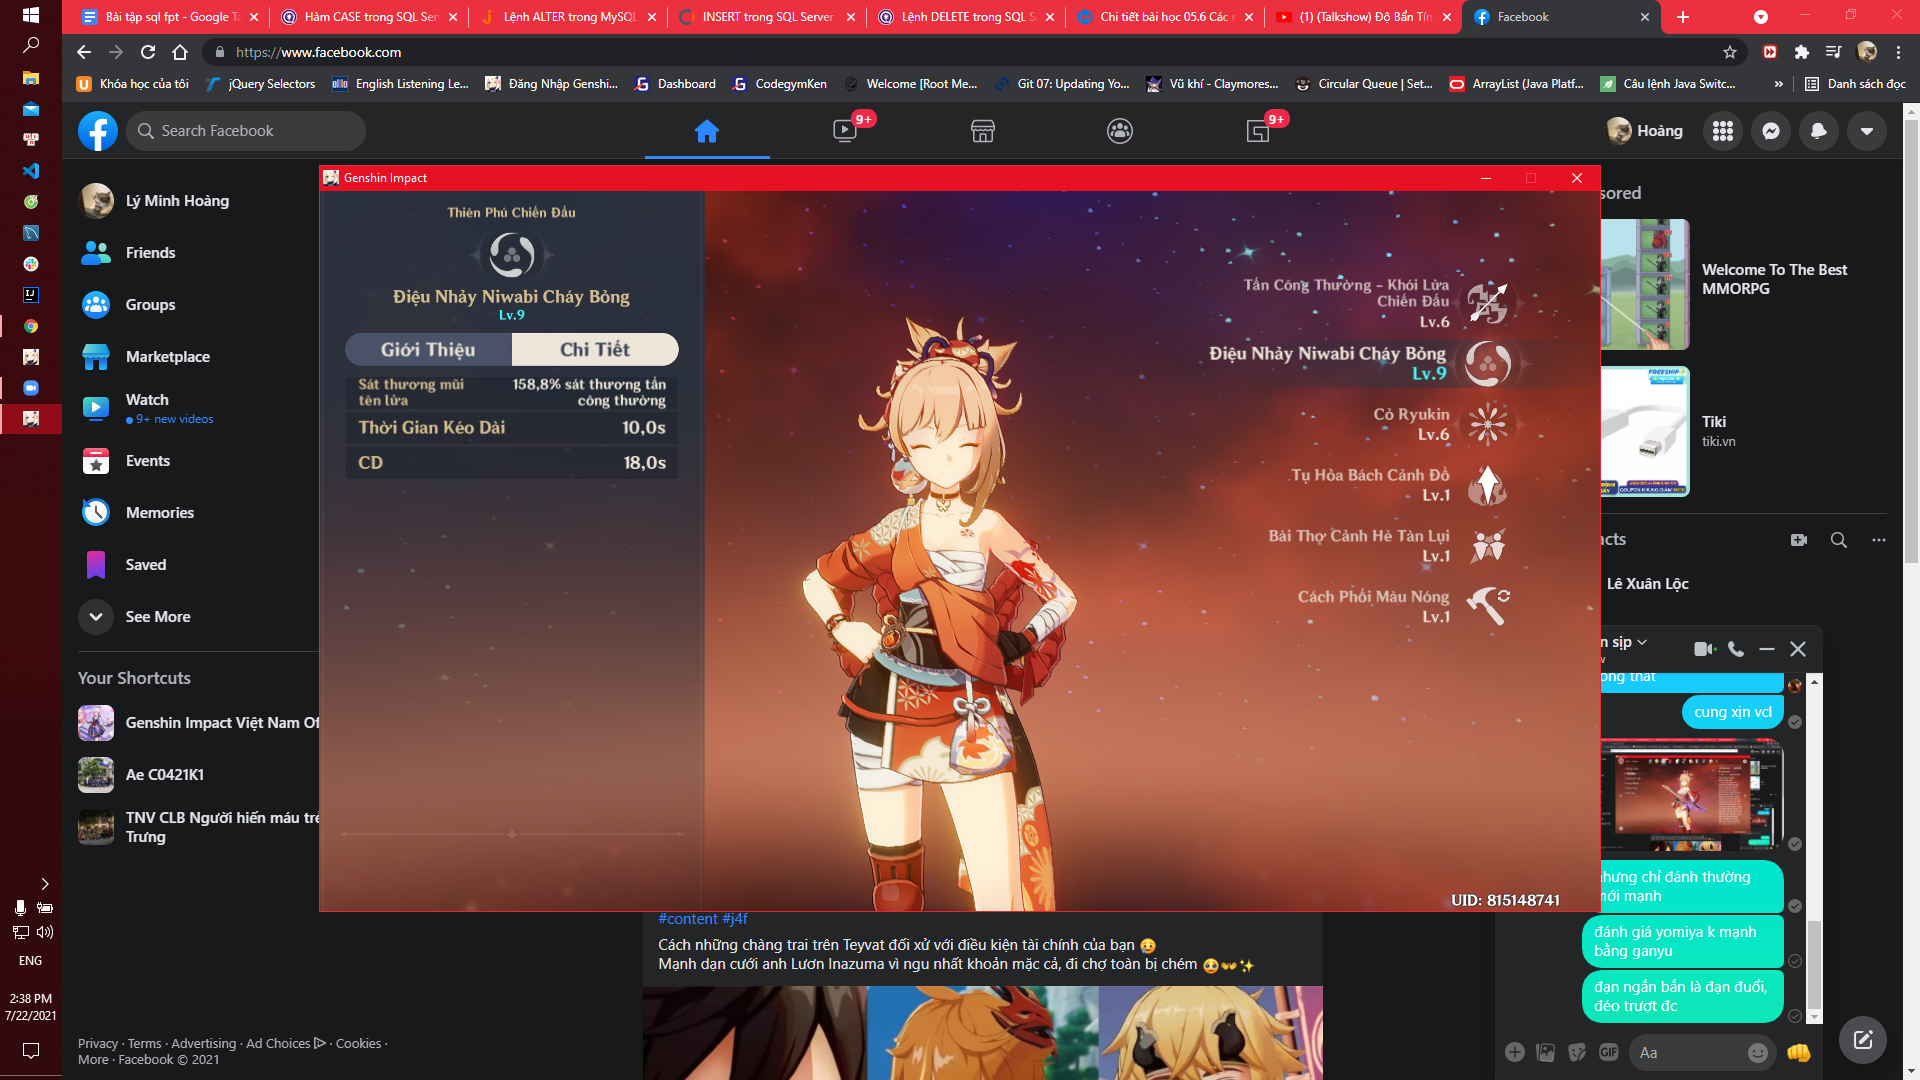 Bài tập sql fpt - Google Tà
Hàm CASE trong SQL Ser
Lệnh ALTER trong MySQL
INSERT trong SQL Server
Lệnh DELETE trong SQL S
Chi tiết bài học 05.6 Các r
(1) (Talkshow) Độ Bẩn Tín
Facebook
https://www.facebook.com
Khóa học của tôi
jQuery Selectors
English Listening Le...
Đăng Nhập Genshi...
Dashboard
CodegymKen
Welcome [Root Me...
Git 07: Updating Yo...
Vũ khí - Claymores...
Circular Queue | Set...
ArrayList (Java Platf...
Câu lệnh Java Switc...
»
Danh sách đọc
Search Facebook
9+
9+
Hoàng
Lý Minh Hoàng
Friends
Groups
Marketplace
Watch
9+ new videos
Events
Memories
Saved
See More
Your Shortcuts
Genshin Impact Việt Nam Of
Ae C0421K1
TNV CLB Người hiến máu trẻ
Trưng
Privacy · Terms · Advertising · Ad Choices · Cookies ·
More · Facebook © 2021
Genshin Impact
Thiên Phú Chiến Đấu
Điệu Nhảy Niwabi Cháy Bỏng
Lv.9
Giới Thiệu
Chi Tiết
Sát thương mũi
tên lửa
158,8% sát thương tấn
công thường
Thời Gian Kéo Dài
10,0s
CD
18,0s
Tấn Công Thường – Khói Lửa
Chiến Đấu
Lv.6
Điệu Nhảy Niwabi Cháy Bỏng
Lv.9
Cỏ Ryukin
Lv.6
Tụ Hỏa Bách Cảnh Đồ
Lv.1
Bài Thơ Cảnh Hè Tàn Lụi
Lv.1
Cách Phối Màu Nóng
Lv.1
UID: 815148741
#content #j4f
Cách những chàng trai trên Teyvat đối xử với điều kiện tài chính của bạn 😥
Mạnh dạn cưới anh Lươn Inazuma vì ngu nhất khoản mặc cả, đi chợ toàn bị chém 🥺👐✨
sored
Welcome To The Best
MMORPG
FREESHIP
Tiki
tiki.vn
acts
Lê Xuân Lộc
n sịp
w
ong that
cung xịn vcl
nhưng chỉ đánh thường
mới mạnh
đánh giá yomiya k mạnh
bằng ganyu
đạn ngắn bắn là đạn đuổi,
đéo trượt đc
GIF
Aa
ENG
2:38 PM
7/22/2021